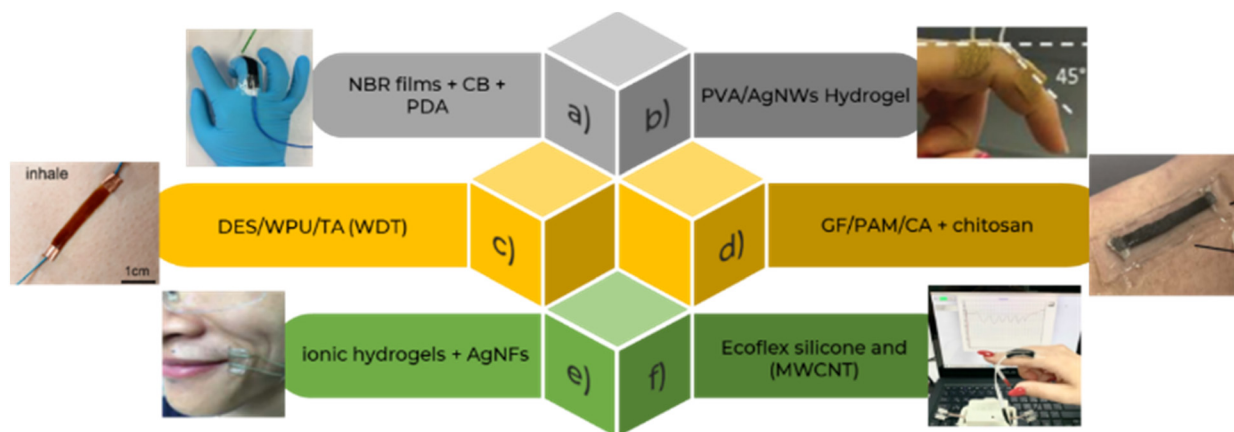 NBR films + CB +
PDA
a)
b)
PVA/AgNWs Hydrogel
45°
inhale
1cm
DES/WPU/TA (WDT)
c)
d)
GF/PAM/CA + chitosan
ionic hydrogels + AgNFs
e)
f)
Ecoflex silicone and
(MWCNT)